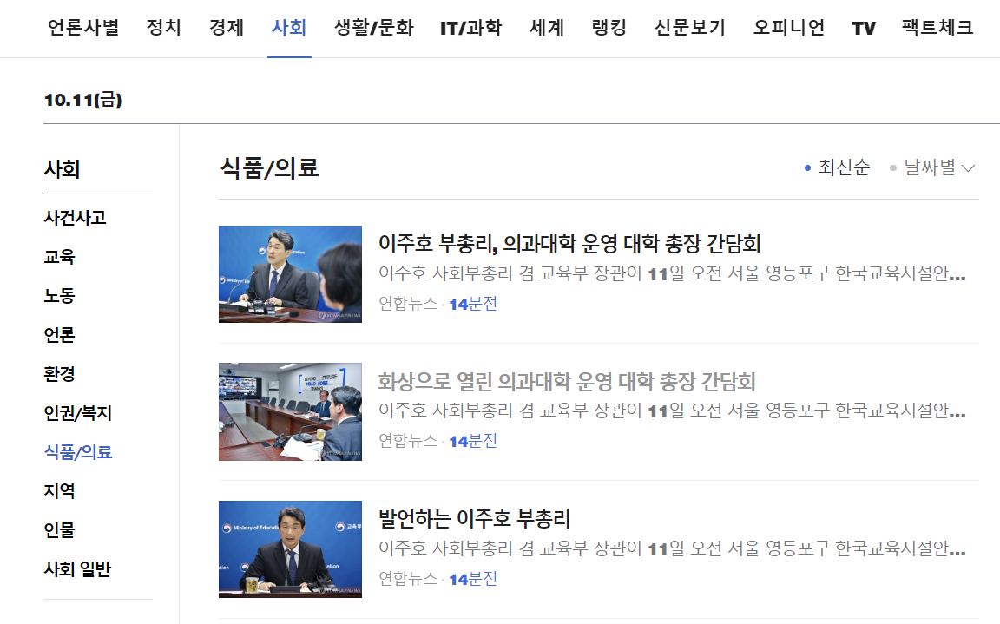 언론사별 정치 경제 사회 생활/문화 IT/과학 세계 랭킹 신문보기 오피니언 TV 팩트체크
10.11(금)
사회
사건사고
교육
노동
언론
환경
인권/복지
식품/의료
지역
인물
사회 일반
식품/의료
최신순 날짜별
이주호 부총리, 의과대학 운영 대학 총장 간담회
이주호 사회부총리 겸 교육부 장관이 11일 오전 서울 영등포구 한국교육시설안...
연합뉴스 · 14분전
화상으로 열린 의과대학 운영 대학 총장 간담회
이주호 사회부총리 겸 교육부 장관이 11일 오전 서울 영등포구 한국교육시설안...
연합뉴스 · 14분전
Ministry of Education
교육부
발언하는 이주호 부총리
이주호 사회부총리 겸 교육부 장관이 11일 오전 서울 영등포구 한국교육시설안...
연합뉴스 · 14분전